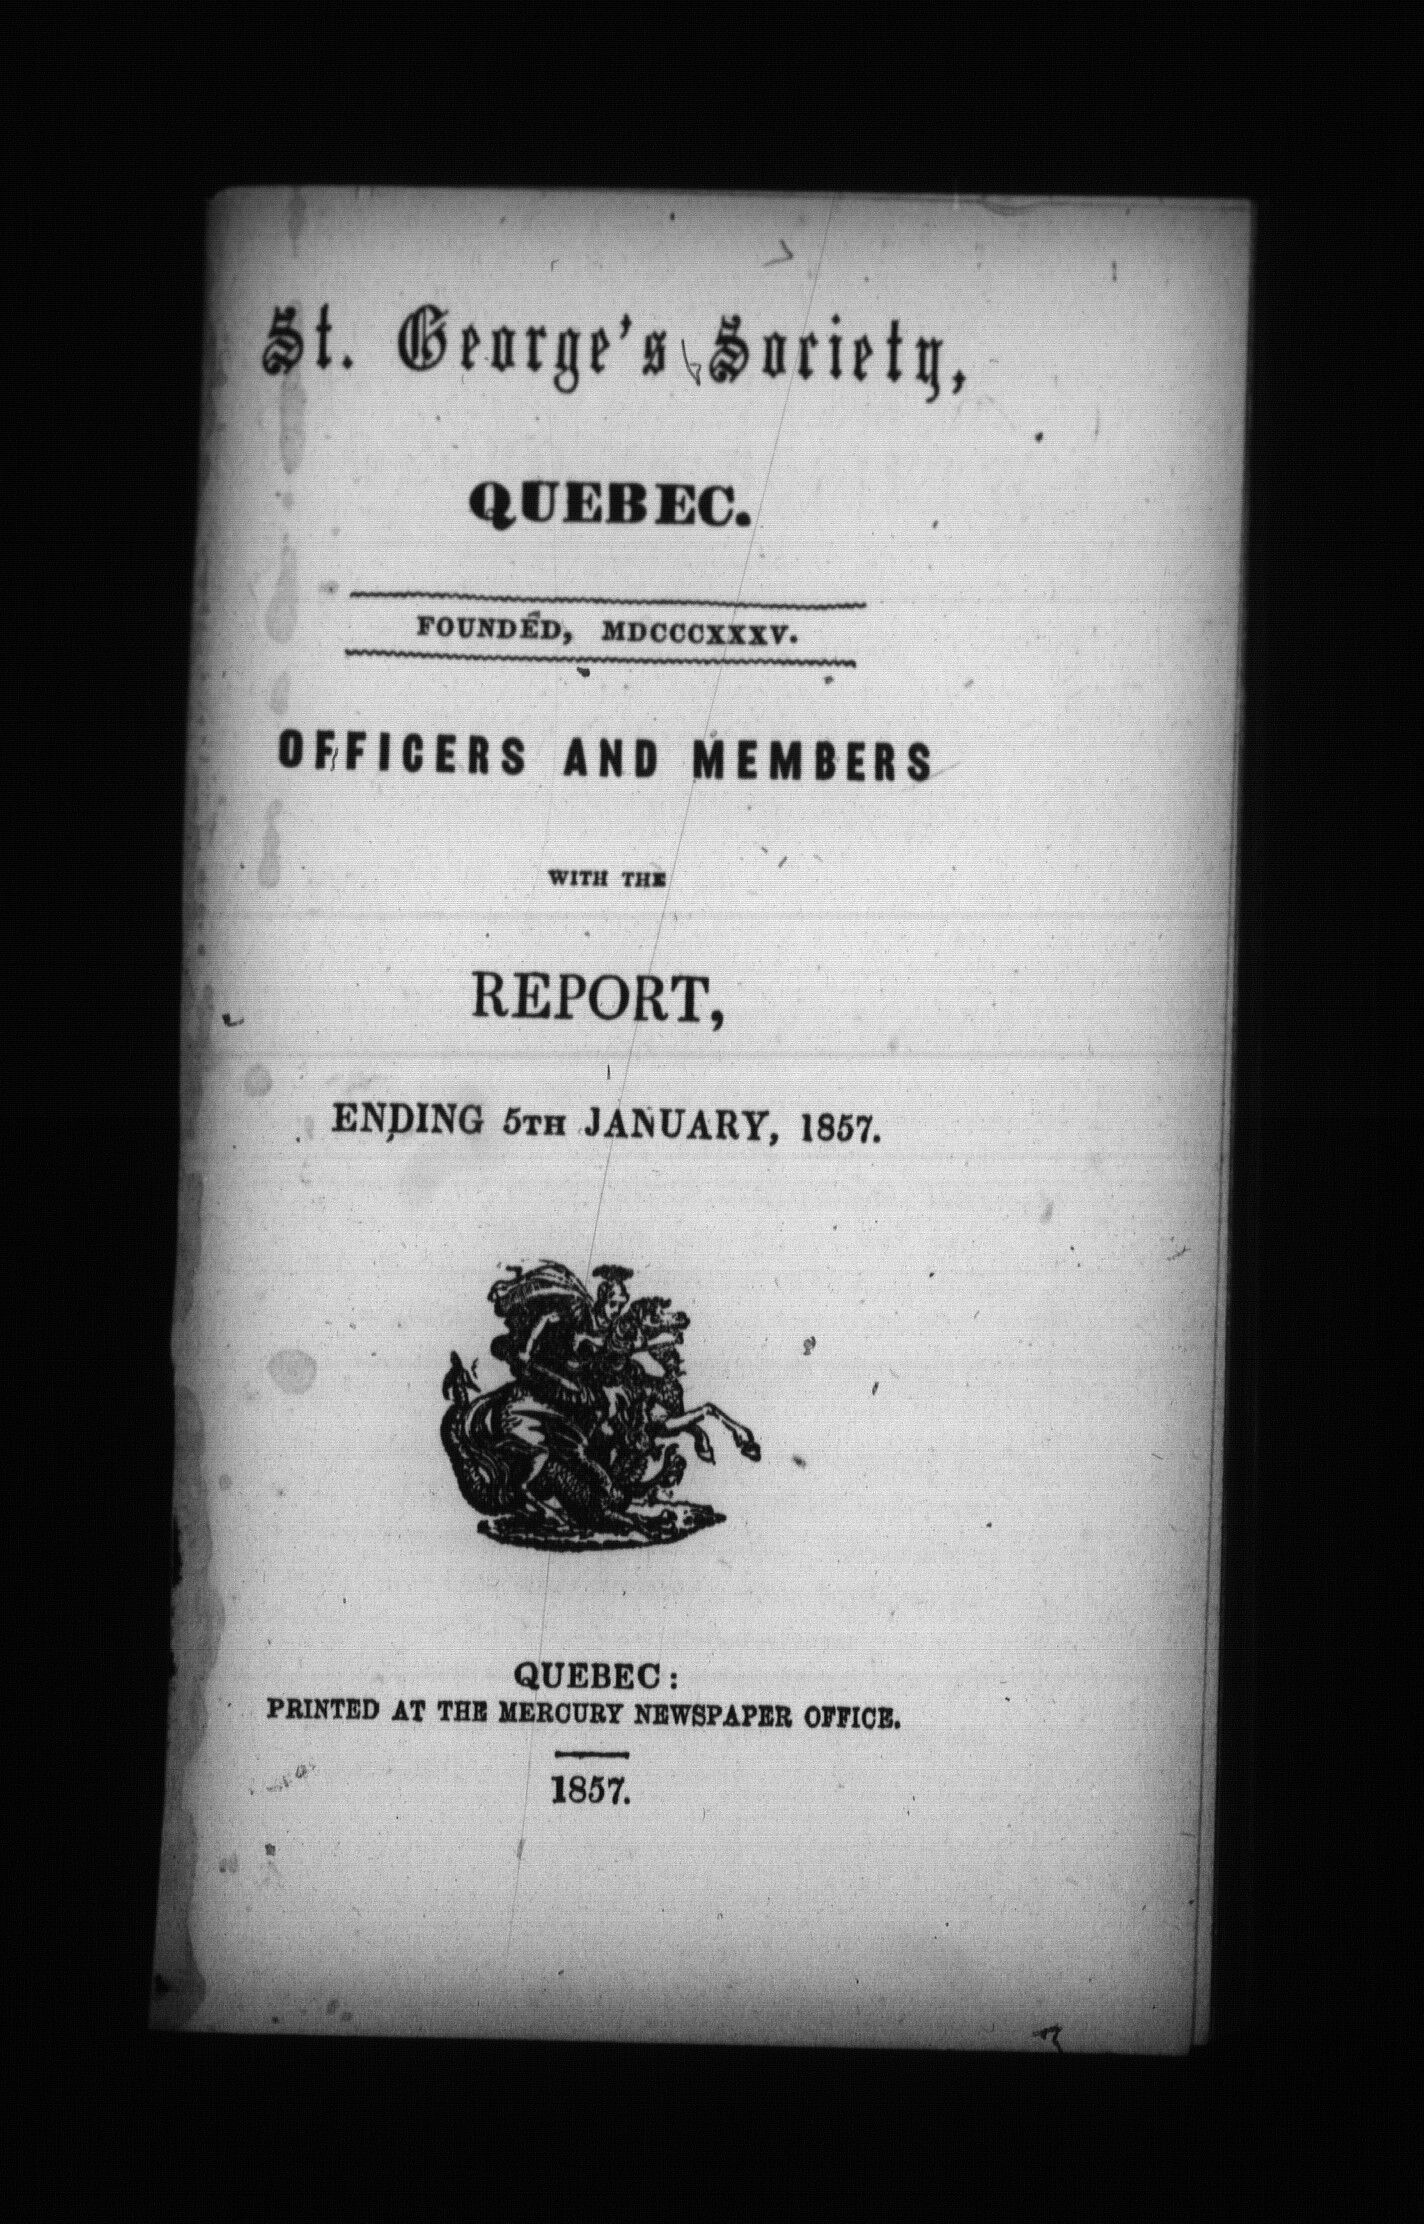 St. George's Society,
QUEBEC.
FOUNDED, MDCCCXXXV.
OFFICERS AND MEMBERS
WITH THE
REPORT,
ENDING 5TH JANUARY, 1857.
QUEBEC:
PRINTED AT THE MERCURY NEWSPAPER OFFICE.
1857.